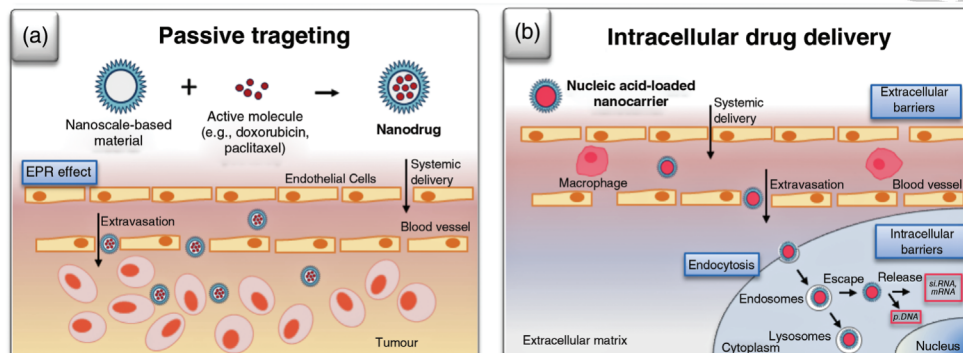 (a)
Passive trageting
Nanoscale-based
material
+
Active molecule
(e.g., doxorubicin,
paclitaxel)
Nanodrug
EPR effect
Endothelial Cells
Systemic
delivery
Extravasation
Blood vessel
Tumour
(b)
Intracellular drug delivery
Nucleic acid-loaded
nanocarrier
Systemic
delivery
Extracellular
barriers
Macrophage
Extravasation
Blood vessel
Intracellular
barriers
Endocytosis
Escape
Release
si.RNA,
mRNA
Endosomes
p.DNA
Lysosomes
Extracellular matrix
Cytoplasm
Nucleus